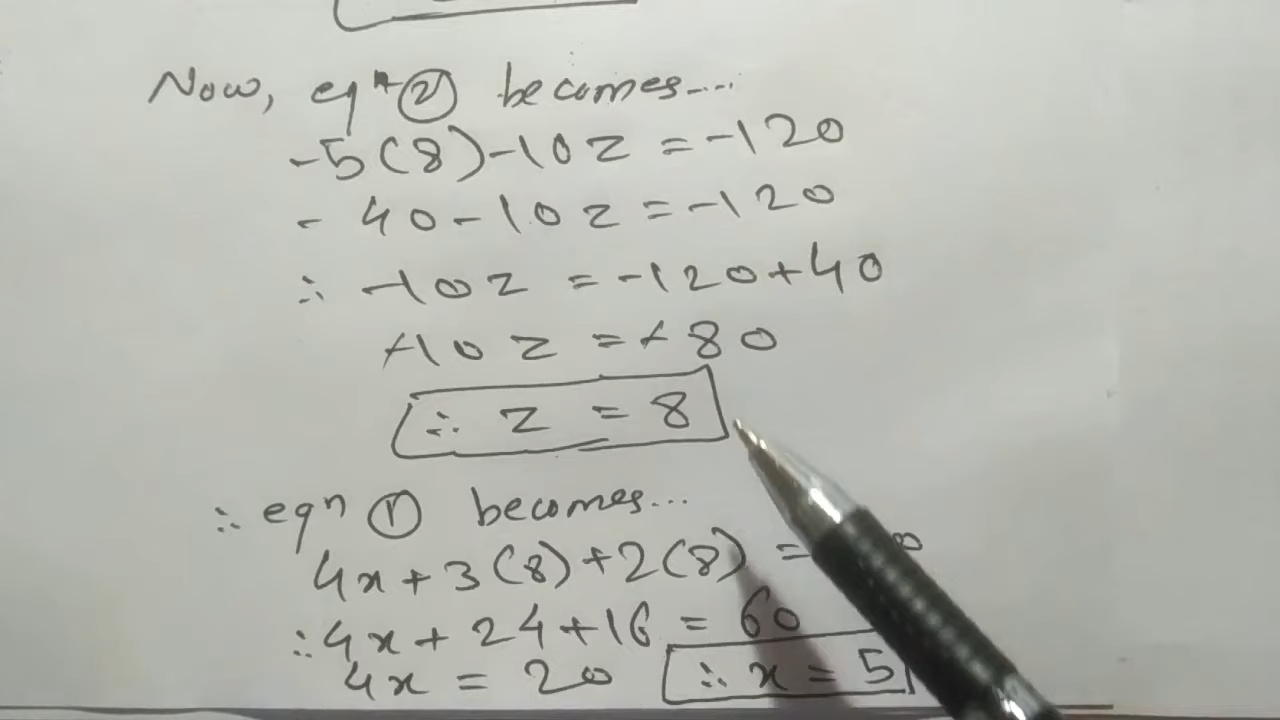 Now, eqn ② becomes....
-5(8)-10z = -120
- 40-10z = -120
∴ -10z = -120+40
+10z = +80
∴ z = 8
∴ eqn ① becomes...
4x+3(8)+2(8) =
∴ 4x+24+16 = 60
4x = 20 ∴ x = 5